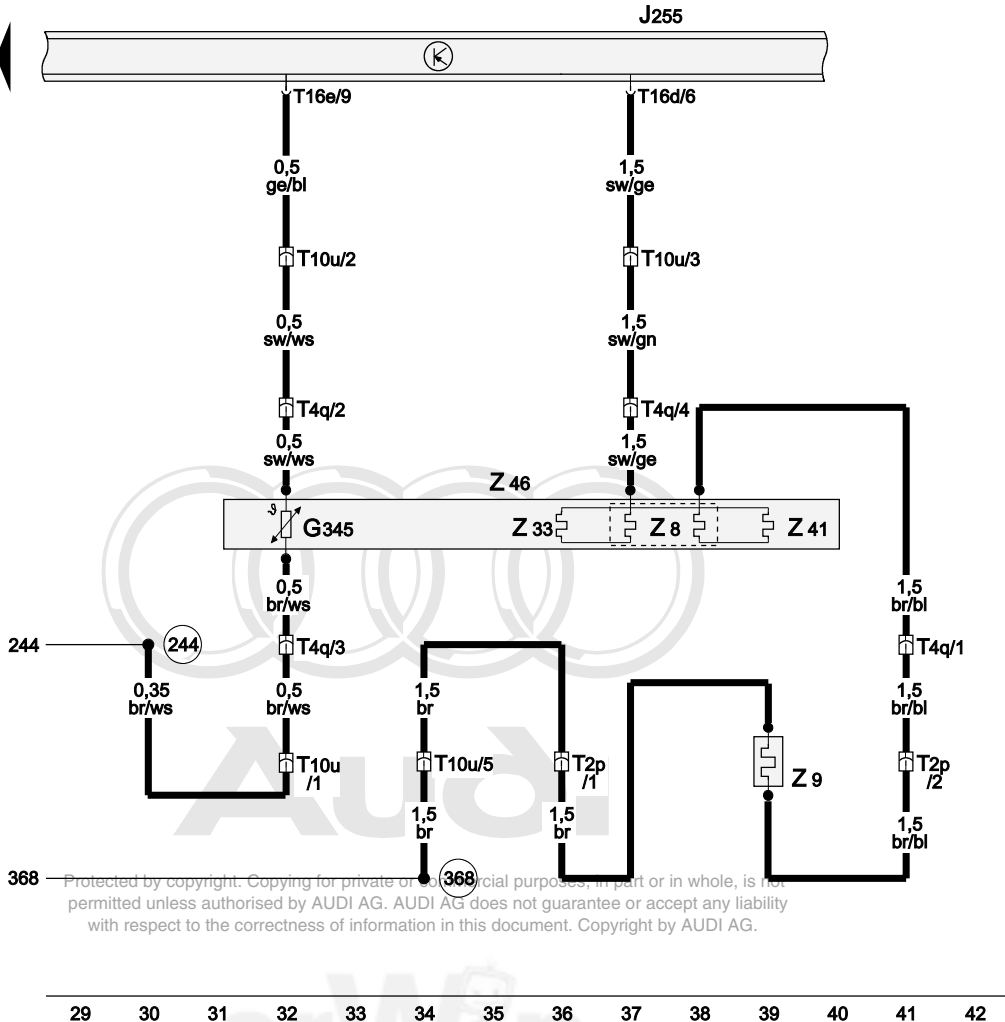 J255
T16e/9 T16d/6
0,5 1,5
ge/bl sw/ge
T10u/2 T10u/3
0,5 1,5
sw/ws sw/gn
T4q/2 T4q/4
0,5 1,5
sw/ws sw/ge
Z 46
ϑ
G345 Z 33 Z 8 Z 41
0,5 1,5
br/ws br/bl
244 244 T4q/3 T4q/1
0,35 0,5 1,5 1,5
br/ws br/ws br br/bl
T10u T10u/5 T2p T2p
/1 /1 Z 9 /2
Audi
1,5 1,5 1,5
br br br/bl
368 368
Protected by copyright. Copying for private or commercial purposes, in part or in whole, is not
permitted unless authorised by AUDI AG. AUDI AG does not guarantee or accept any liability
with respect to the correctness of information in this document. Copyright by AUDI AG.
29 30 31 32 33 34 35 36 37 38 39 40 41 42